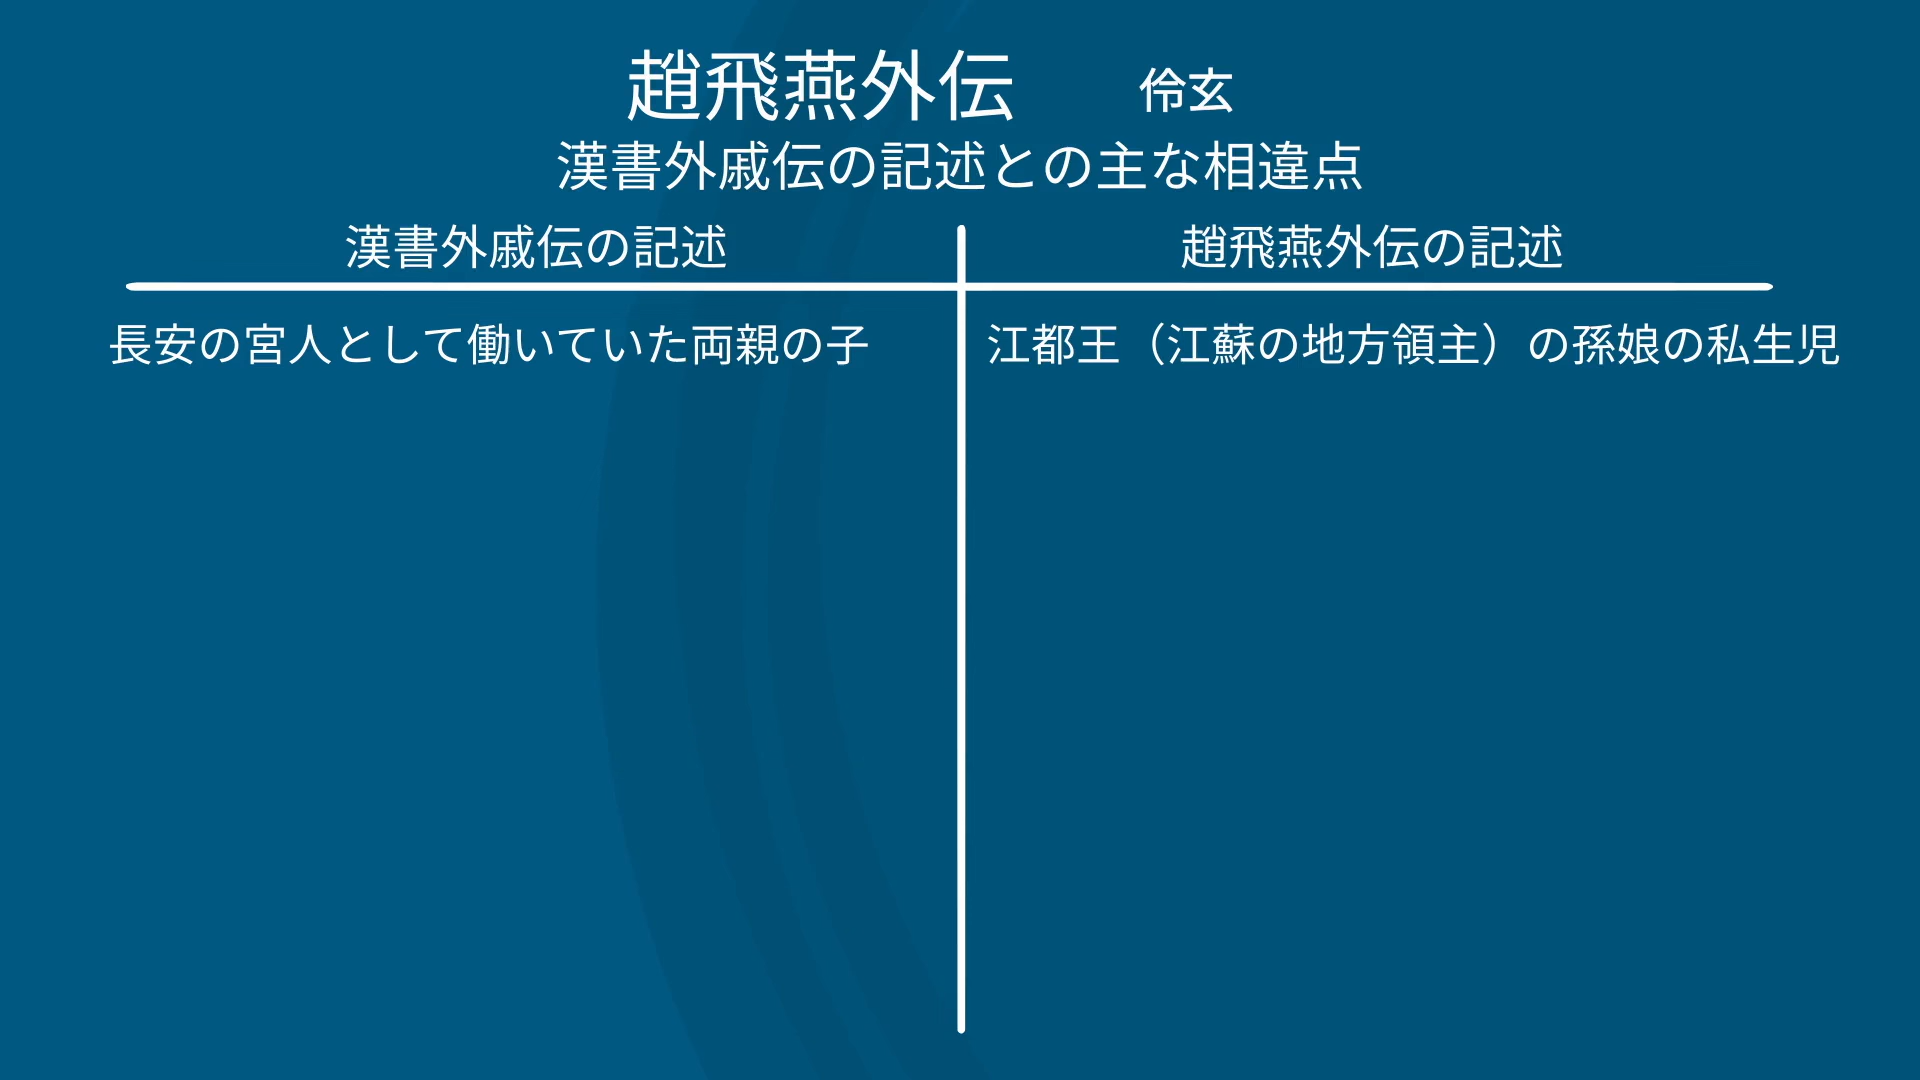 趙飛燕外伝　伶玄
漢書外戚伝の記述との主な相違点
漢書外戚伝の記述
趙飛燕外伝の記述
長安の宮人として働いていた両親の子
江都王（江蘇の地方領主）の孫娘の私生児